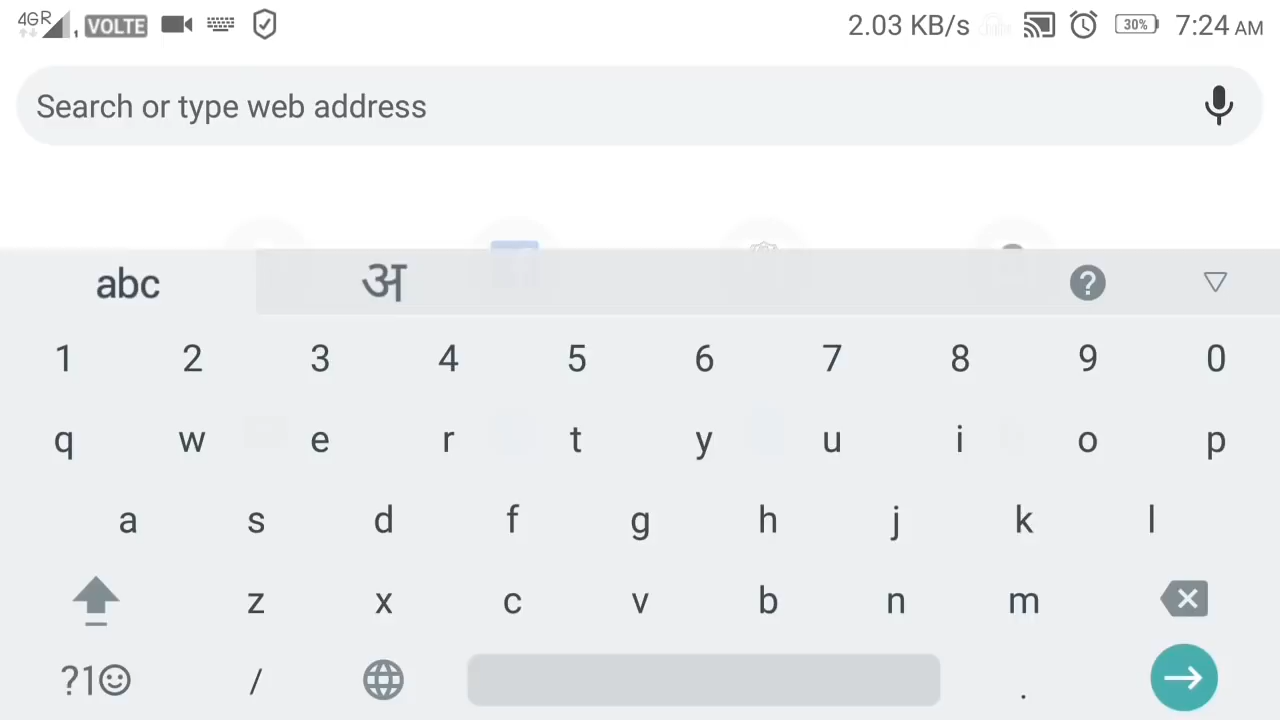 4GR VOLTE 2.03 KB/s 30% 7:24 AM
Search or type web address
abc अ ?
1 2 3 4 5 6 7 8 9 0
q w e r t y u i o p
a s d f g h j k l
z x c v b n m
?1☺ / .